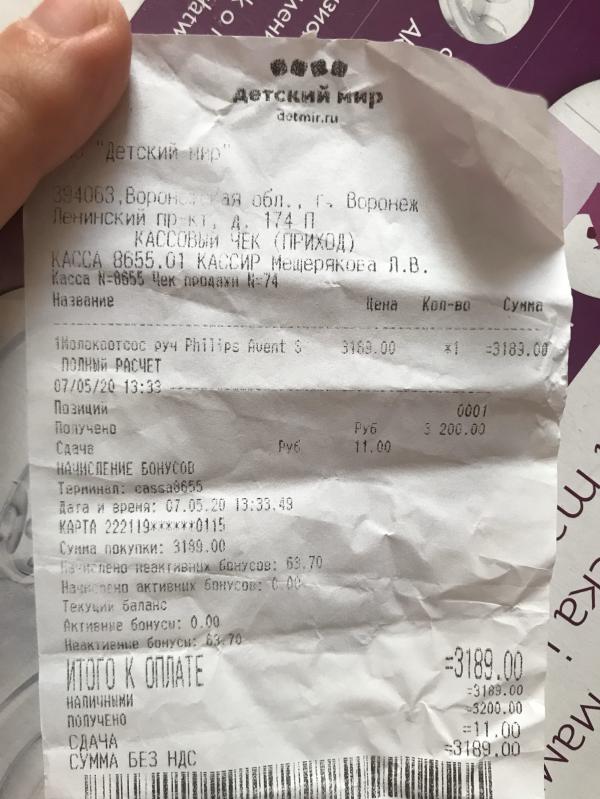 детский мир
detmir.ru
"Детский мир"
394063, Воронежская обл., г. Воронеж
Ленинский пр-кт, д. 174 П
КАССОВЫЙ ЧЕК (ПРИХОД)
КАССА 8655.01 КАССИР Мещерякова Л.В.
Касса N=8655 Чек продажи N=74
Название Цена Кол-во Сумма
1Молокоотсос руч Philips Avent S 3189.00 *1 =3189.00
ПОЛНЫЙ РАСЧЕТ
07/05/20 13:33
Позиции 0001
Получено Руб 3 200.00
Сдача Руб 11.00
НАЧИСЛЕНИЕ БОНУСОВ
Терминал: cassa8655
Дата и время: 07.05.20 13:33.49
КАРТА 222119******0115
Сумма покупки: 3189.00
Начислено неактивных бонусов: 63.70
Начислено активных бонусов: 0.00
Текущий баланс
Активные бонусы: 0.00
Неактивные бонусы: 63.70
ИТОГО К ОПЛАТЕ =3189.00
НАЛИЧНЫМИ =3189.00
ПОЛУЧЕНО =3200.00
СДАЧА =11.00
СУММА БЕЗ НДС =3189.00